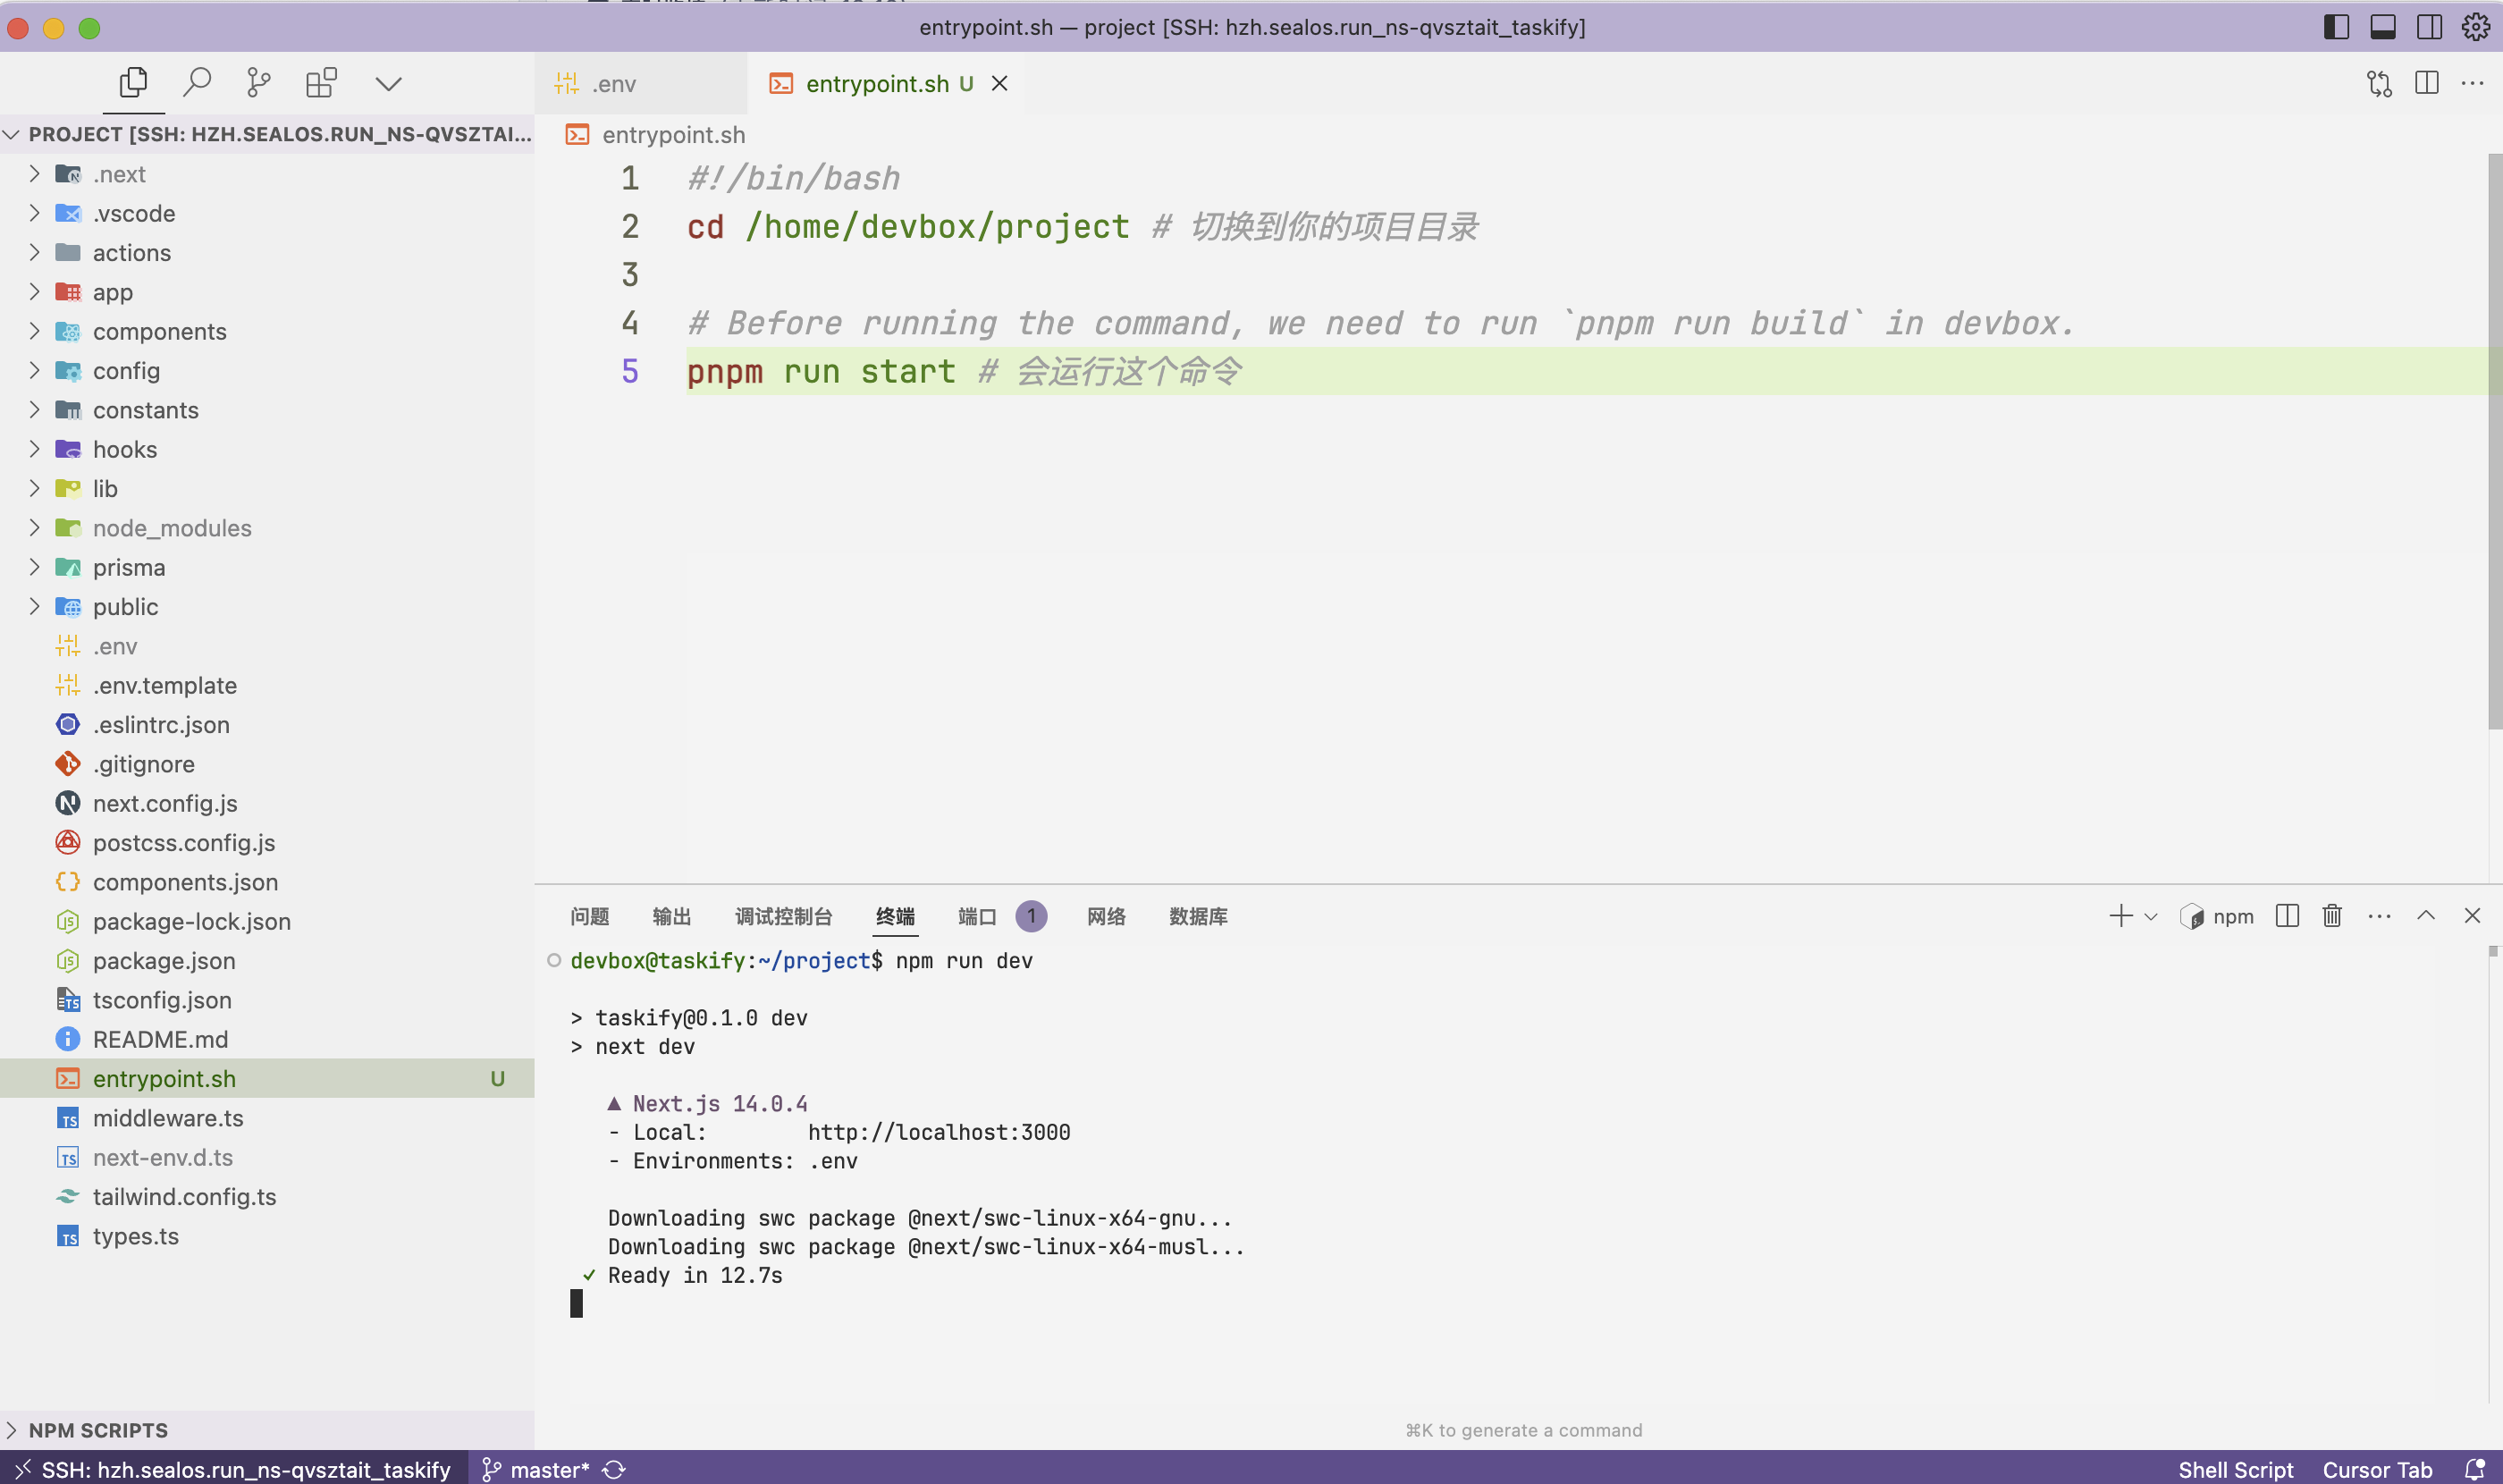 entrypoint.sh — project [SSH: hzh.sealos.run_ns-qvsztait_taskify]
.env
entrypoint.sh U
PROJECT [SSH: HZH.SEALOS.RUN_NS-QVSZTAI...
entrypoint.sh
.next
.vscode
actions
app
components
config
constants
hooks
lib
node_modules
prisma
public
.env
.env.template
.eslintrc.json
.gitignore
next.config.js
postcss.config.js
components.json
package-lock.json
package.json
tsconfig.json
README.md
entrypoint.sh U
middleware.ts
next-env.d.ts
tailwind.config.ts
types.ts
NPM SCRIPTS
1 #!/bin/bash
2 cd /home/devbox/project # 切换到你的项目目录
3
4 # Before running the command, we need to run `pnpm run build` in devbox.
5 pnpm run start # 会运行这个命令
问题 输出 调试控制台 终端 端口 1 网络 数据库
npm
devbox@taskify:~/project$ npm run dev
> taskify@0.1.0 dev
> next dev
▲ Next.js 14.0.4
- Local: http://localhost:3000
- Environments: .env
Downloading swc package @next/swc-linux-x64-gnu...
Downloading swc package @next/swc-linux-x64-musl...
✓ Ready in 12.7s
⌘K to generate a command
SSH: hzh.sealos.run_ns-qvsztait_taskify master* Shell Script Cursor Tab